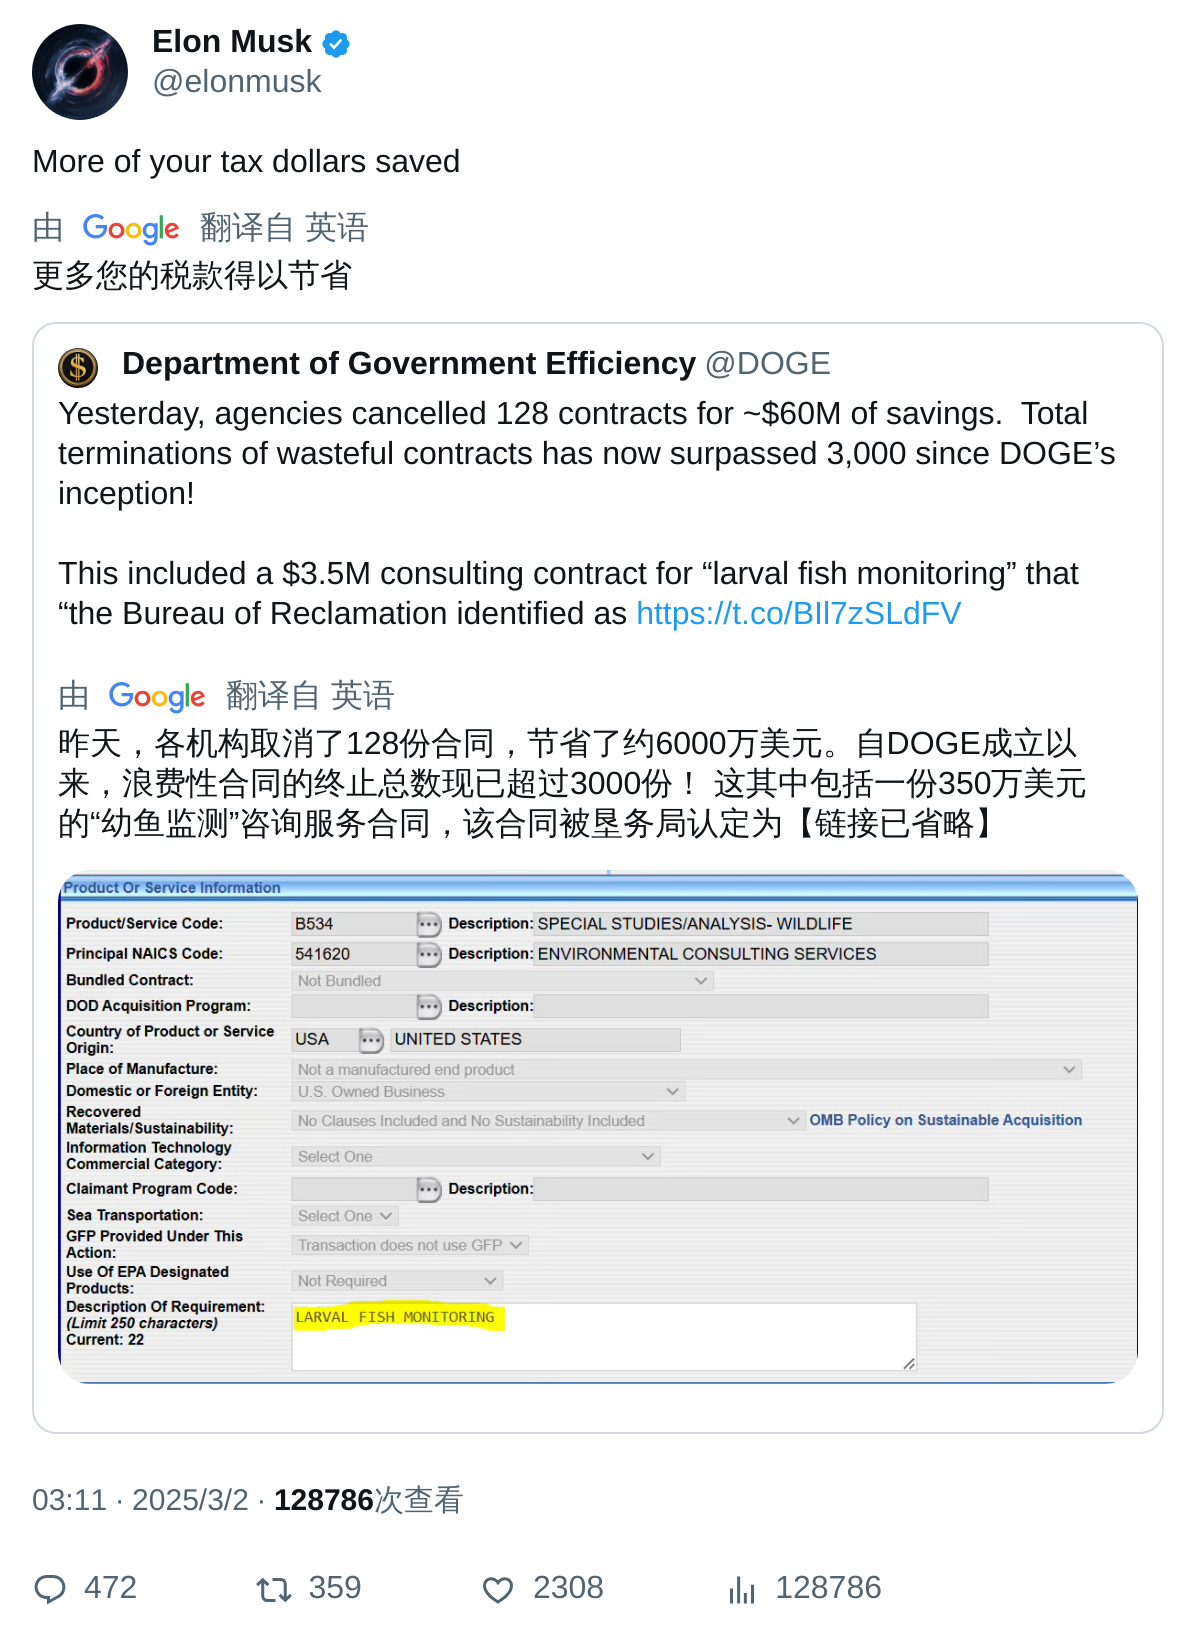 Elon Musk
@elonmusk
More of your tax dollars saved
由 Google 翻译自 英语
更多您的税款得以节省
Department of Government Efficiency @DOGE
Yesterday, agencies cancelled 128 contracts for ~$60M of savings.  Total
terminations of wasteful contracts has now surpassed 3,000 since DOGE’s
inception!
This included a $3.5M consulting contract for “larval fish monitoring” that
“the Bureau of Reclamation identified as https://t.co/BIl7zSLdFV
由 Google 翻译自 英语
昨天，各机构取消了128份合同，节省了约6000万美元。自DOGE成立以
来，浪费性合同的终止总数现已超过3000份！ 这其中包括一份350万美元
的“幼鱼监测”咨询服务合同，该合同被垦务局认定为【链接已省略】
Product Or Service Information
Product/Service Code: B534 Description: SPECIAL STUDIES/ANALYSIS- WILDLIFE
Principal NAICS Code: 541620 Description: ENVIRONMENTAL CONSULTING SERVICES
Bundled Contract: Not Bundled
DOD Acquisition Program: Description:
Country of Product or Service
Origin: USA UNITED STATES
Place of Manufacture: Not a manufactured end product
Domestic or Foreign Entity: U.S. Owned Business
Recovered
Materials/Sustainability: No Clauses Included and No Sustainability Included OMB Policy on Sustainable Acquisition
Information Technology
Commercial Category: Select One
Claimant Program Code: Description:
Sea Transportation: Select One
GFP Provided Under This
Action: Transaction does not use GFP
Use Of EPA Designated
Products: Not Required
Description Of Requirement: LARVAL FISH MONITORING
(Limit 250 characters)
Current: 22
03:11 · 2025/3/2 · 128786次查看
472 359 2308 128786